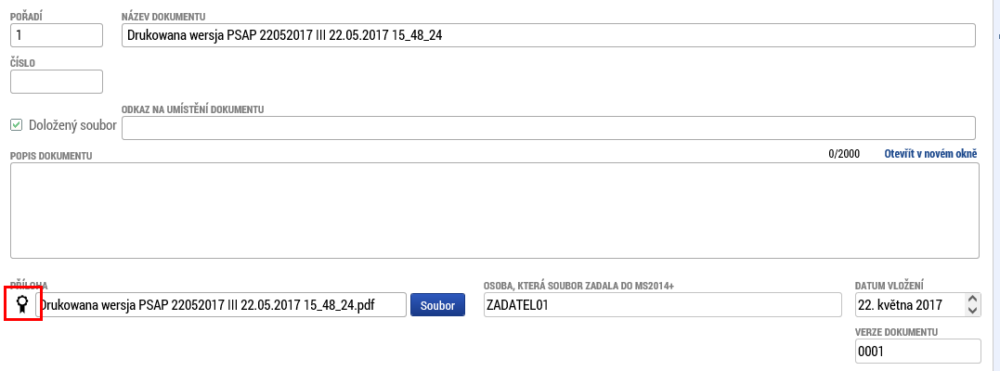 POŘADÍ NÁZEV DOKUMENTU
1 Drukowana wersja PSAP 22052017 III 22.05.2017 15_48_24
ČÍSLO
ODKAZ NA UMÍSTĚNÍ DOKUMENTU
Doložený soubor
POPIS DOKUMENTU 0/2000 Otevřít v novém okně
PŘÍLOHA OSOBA, KTERÁ SOUBOR ZADALA DO MS2014+ DATUM VLOŽENÍ
Drukowana wersja PSAP 22052017 III 22.05.2017 15_48_24.pdf Soubor ZADATEL01 22. května 2017
VERZE DOKUMENTU
0001